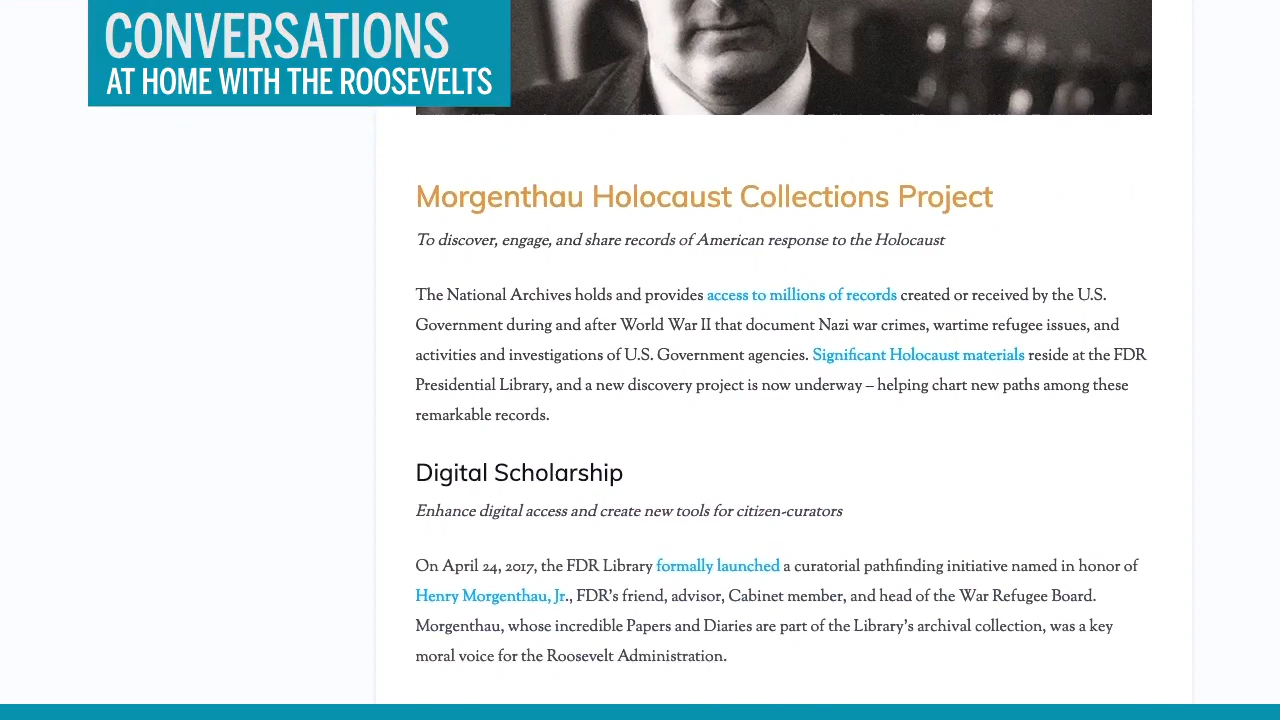 CONVERSATIONS
AT HOME WITH THE ROOSEVELTS
Morgenthau Holocaust Collections Project
To discover, engage, and share records of American response to the Holocaust
The National Archives holds and provides access to millions of records created or received by the U.S.
Government during and after World War II that document Nazi war crimes, wartime refugee issues, and
activities and investigations of U.S. Government agencies. Significant Holocaust materials reside at the FDR
Presidential Library, and a new discovery project is now underway – helping chart new paths among these
remarkable records.
Digital Scholarship
Enhance digital access and create new tools for citizen-curators
On April 24, 2017, the FDR Library formally launched a curatorial pathfinding initiative named in honor of
Henry Morgenthau, Jr., FDR's friend, advisor, Cabinet member, and head of the War Refugee Board.
Morgenthau, whose incredible Papers and Diaries are part of the Library's archival collection, was a key
moral voice for the Roosevelt Administration.